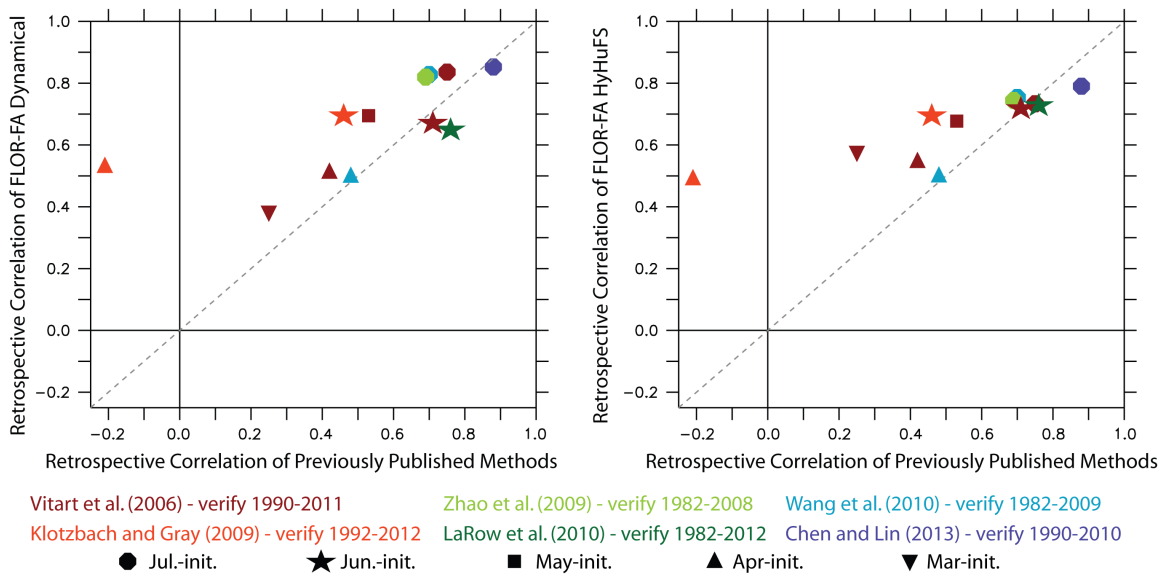 Retrospective Correlation of FLOR-FA Dynamical
1.0
0.8
0.6
0.4
0.2
0.0
−0.2
−0.2 0.0 0.2 0.4 0.6 0.8 1.0
Retrospective Correlation of Previously Published Methods
Retrospective Correlation of FLOR-FA HyHuFS
1.0
0.8
0.6
0.4
0.2
0.0
−0.2
−0.2 0.0 0.2 0.4 0.6 0.8 1.0
Retrospective Correlation of Previously Published Methods
Vitart et al. (2006) - verify 1990-2011 Zhao et al. (2009) - verify 1982-2008 Wang et al. (2010) - verify 1982-2009
Klotzbach and Gray (2009) - verify 1992-2012 LaRow et al. (2010) - verify 1982-2012 Chen and Lin (2013) - verify 1990-2010
Jul.-init. Jun.-init. May-init. Apr-init. Mar-init.